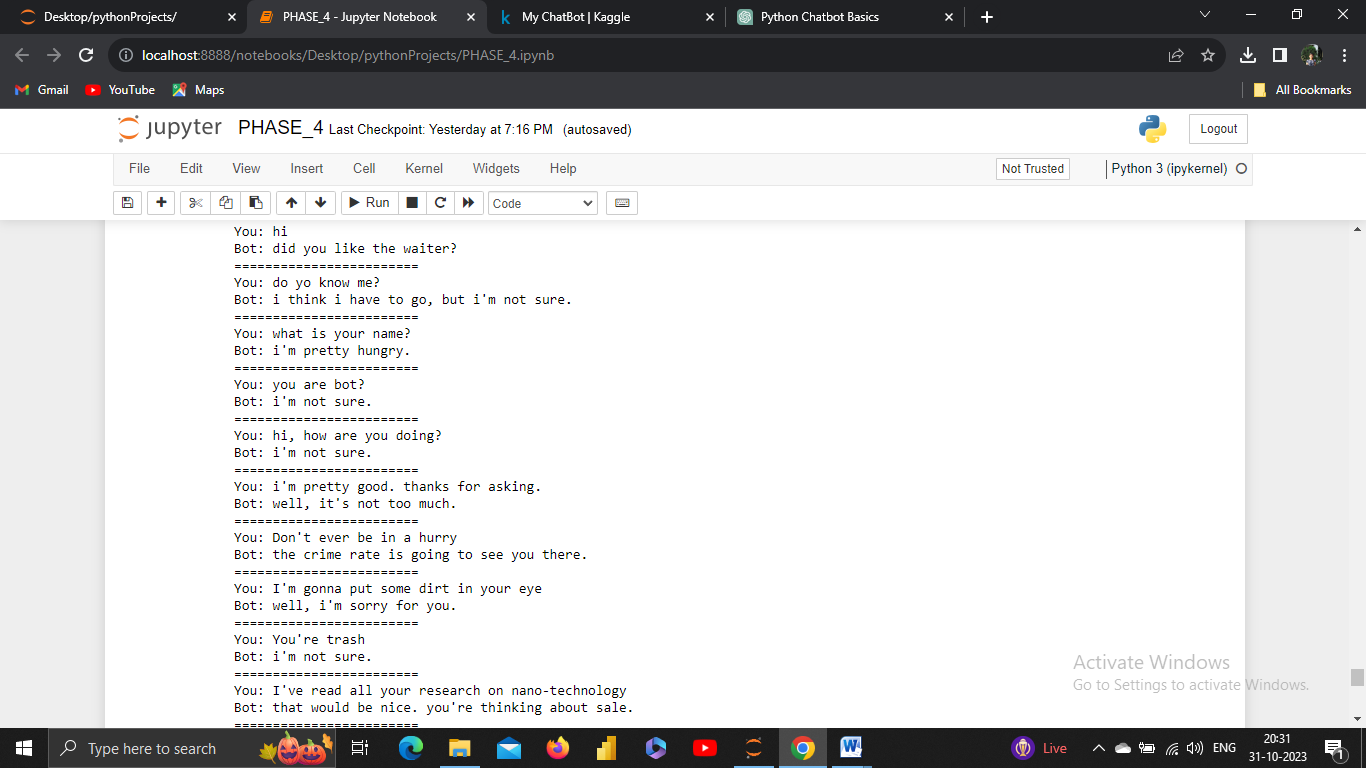 Desktop/pythonProjects/
PHASE_4 - Jupyter Notebook
My ChatBot | Kaggle
Python Chatbot Basics
localhost:8888/notebooks/Desktop/pythonProjects/PHASE_4.ipynb
Gmail YouTube Maps All Bookmarks
jupyter PHASE_4 Last Checkpoint: Yesterday at 7:16 PM (autosaved) Logout
File Edit View Insert Cell Kernel Widgets Help Not Trusted Python 3 (ipykernel)
Run Code
You: hi
Bot: did you like the waiter?
========================
You: do yo know me?
Bot: i think i have to go, but i'm not sure.
========================
You: what is your name?
Bot: i'm pretty hungry.
========================
You: you are bot?
Bot: i'm not sure.
========================
You: hi, how are you doing?
Bot: i'm not sure.
========================
You: i'm pretty good. thanks for asking.
Bot: well, it's not too much.
========================
You: Don't ever be in a hurry
Bot: the crime rate is going to see you there.
========================
You: I'm gonna put some dirt in your eye
Bot: well, i'm sorry for you.
========================
You: You're trash
Bot: i'm not sure.
========================
You: I've read all your research on nano-technology
Bot: that would be nice. you're thinking about sale.
========================
Activate Windows
Go to Settings to activate Windows.
Type here to search
Live
ENG
20:31
31-10-2023
1